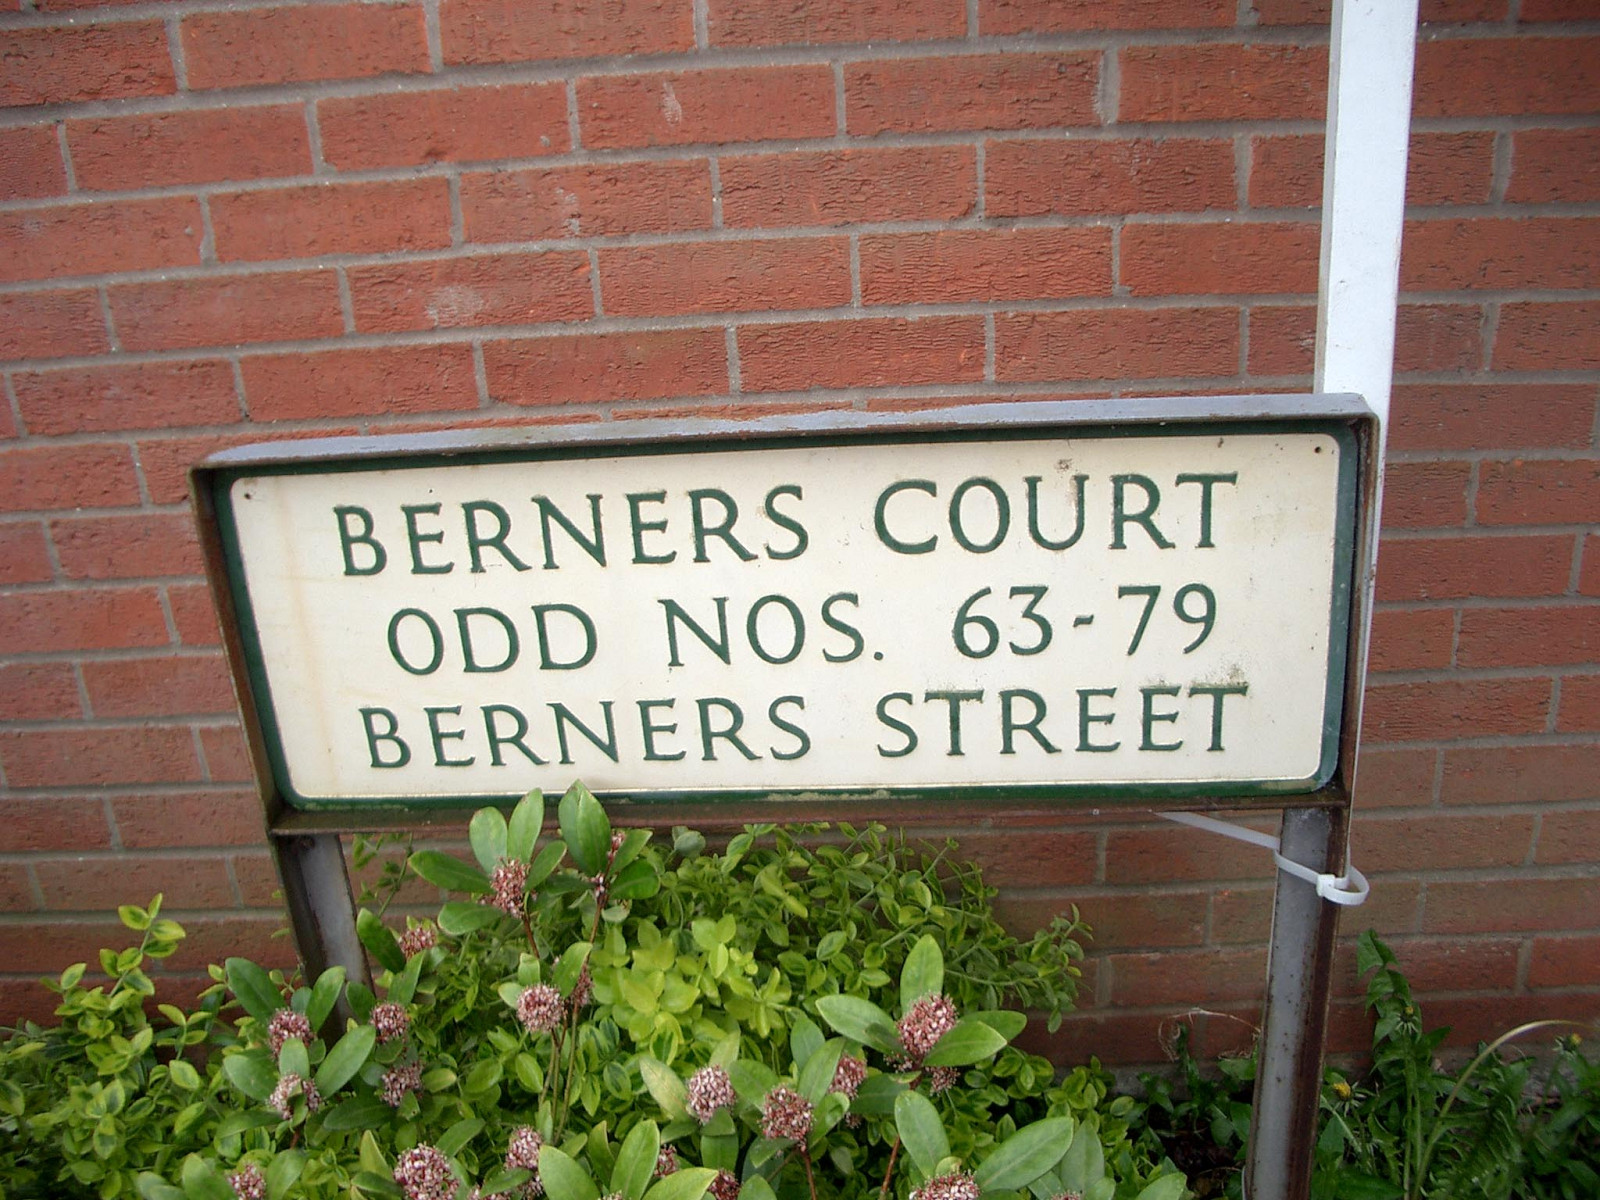 BERNERS COURT
ODD NOS. 63-79
BERNERS STREET